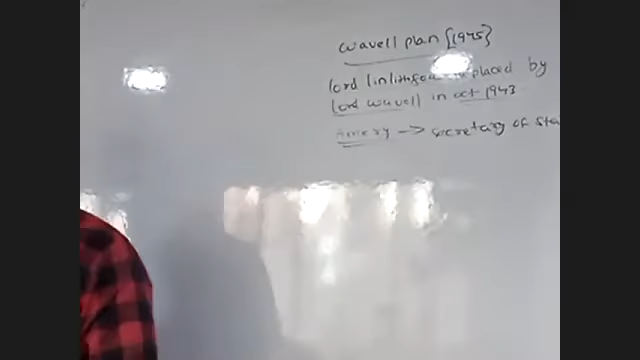 wavell plan {1945}
lord linlithgow replaced by
lord wavell in oct 1943
Amery -> secretary of sta